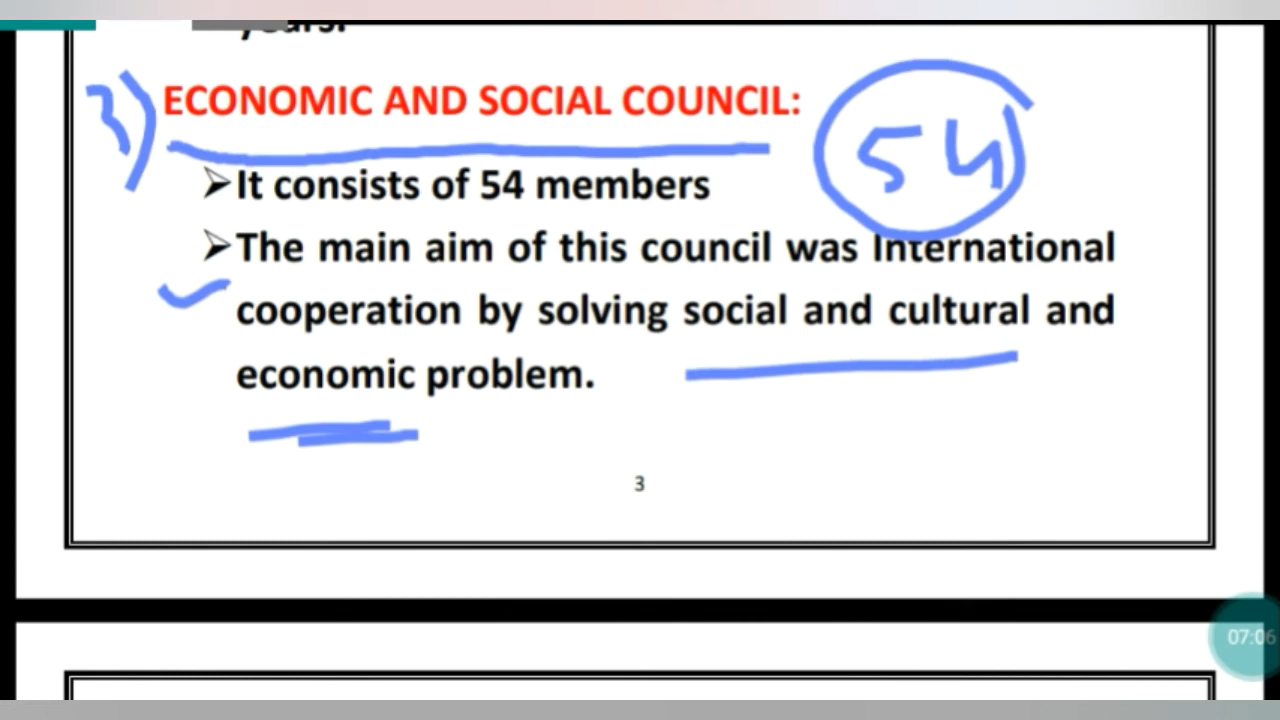 years.
3) ECONOMIC AND SOCIAL COUNCIL: 54
➢It consists of 54 members
➢The main aim of this council was International
cooperation by solving social and cultural and
economic problem.
3
07:06